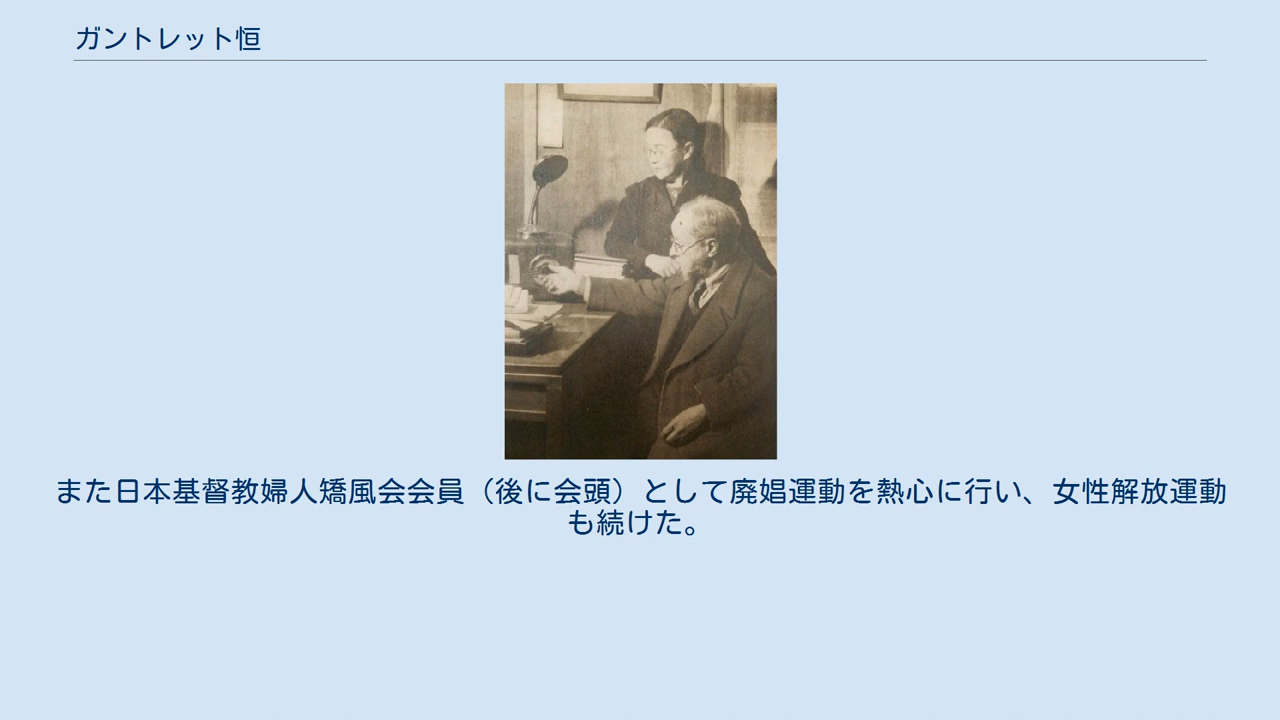 ガントレット恒
また日本基督教婦人矯風会会員（後に会頭）として廃娼運動を熱心に行い、女性解放運動
も続けた。